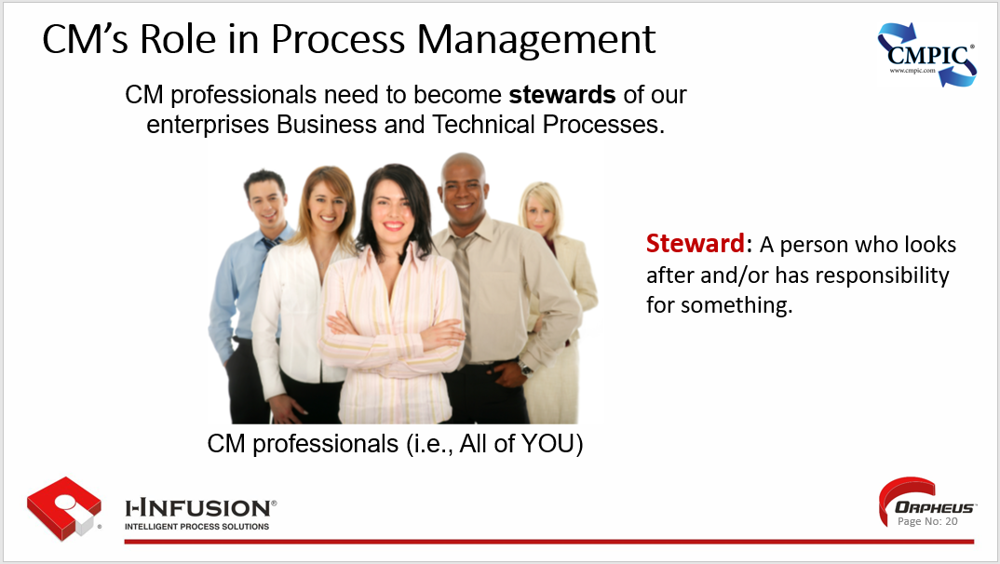 CM’s Role in Process Management
CMPIC®
www.cmpic.com
CM professionals need to become stewards of our
enterprises Business and Technical Processes.
Steward: A person who looks
after and/or has responsibility
for something.
CM professionals (i.e., All of YOU)
®
I-INFUSION®
INTELLIGENT PROCESS SOLUTIONS
ORPHEUS™
Page No: 20